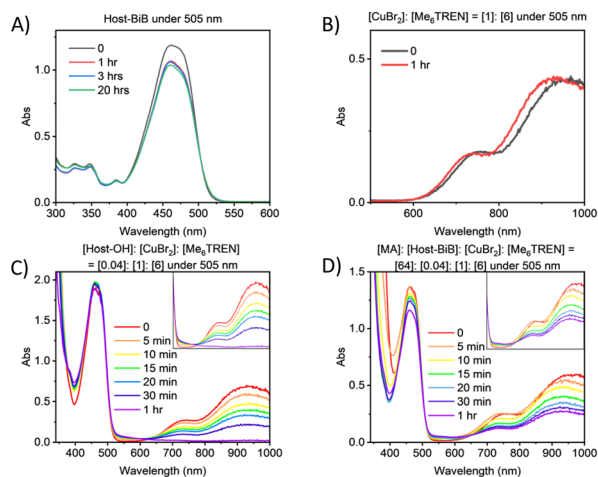 A)
Host-BiB under 505 nm
0
1 hr
3 hrs
20 hrs
Abs
1.0
0.5
0.0
300 350 400 450 500 550 600
Wavelength (nm)
B)
[CuBr2]: [Me6TREN] = [1]: [6] under 505 nm
0
1 hr
Abs
0.5
0.0
600 800 1000
Wavelength (nm)
C)
[Host-OH]: [CuBr2]: [Me6TREN]
= [0.04]: [1]: [6] under 505 nm
0
5 min
10 min
15 min
20 min
30 min
1 hr
Abs
2.0
1.5
1.0
0.5
0.0
400 500 600 700 800 900 1000
Wavelength (nm)
D)
[MA]: [Host-BiB]: [CuBr2]: [Me6TREN] =
[64]: [0.04]: [1]: [6] under 505 nm
0
5 min
10 min
15 min
20 min
30 min
1 hr
Abs
1.5
1.0
0.5
0.0
400 500 600 700 800 900 1000
Wavelength (nm)